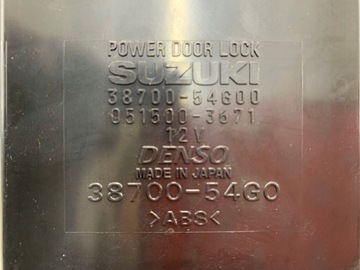 POWER DOOR LOCK
SUZUKI
38700-54G00
951500-3671
12V
DENSO
MADE IN JAPAN
38700-54G0
>ABS<